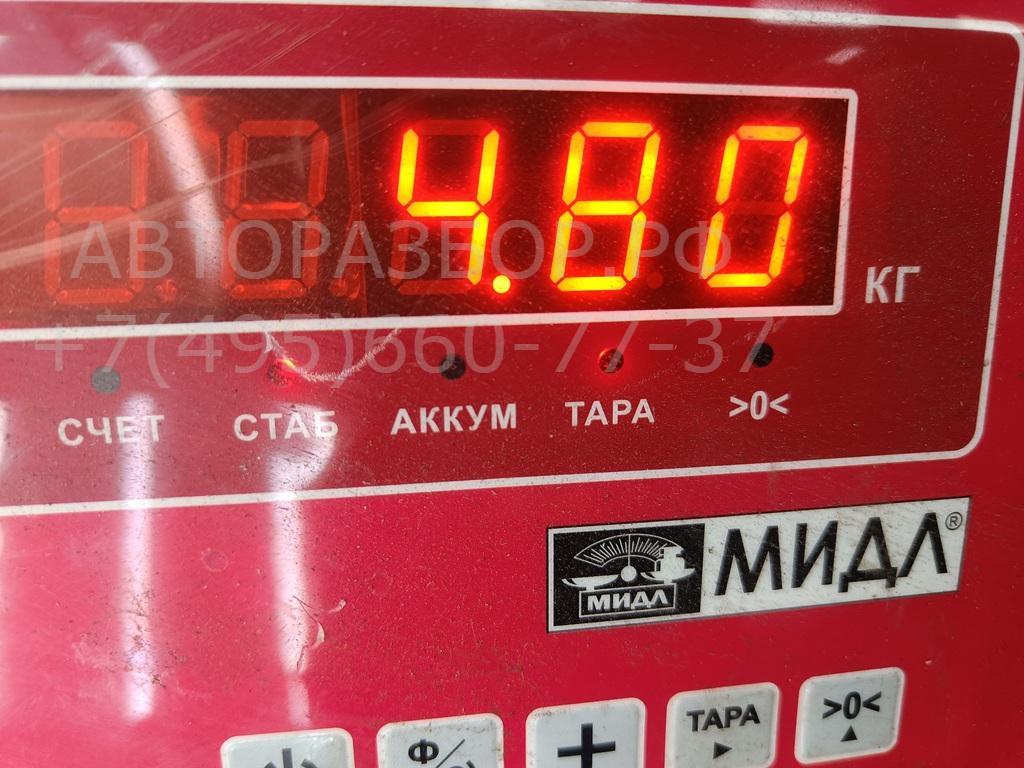 4.80
КГ
АВТОРАЗБОР.РФ
+7(495)660-77-37
СЧЕТ СТАБ АККУМ ТАРА >0<
МИДЛ МИДЛ®
Ф/ + ТАРА >0<